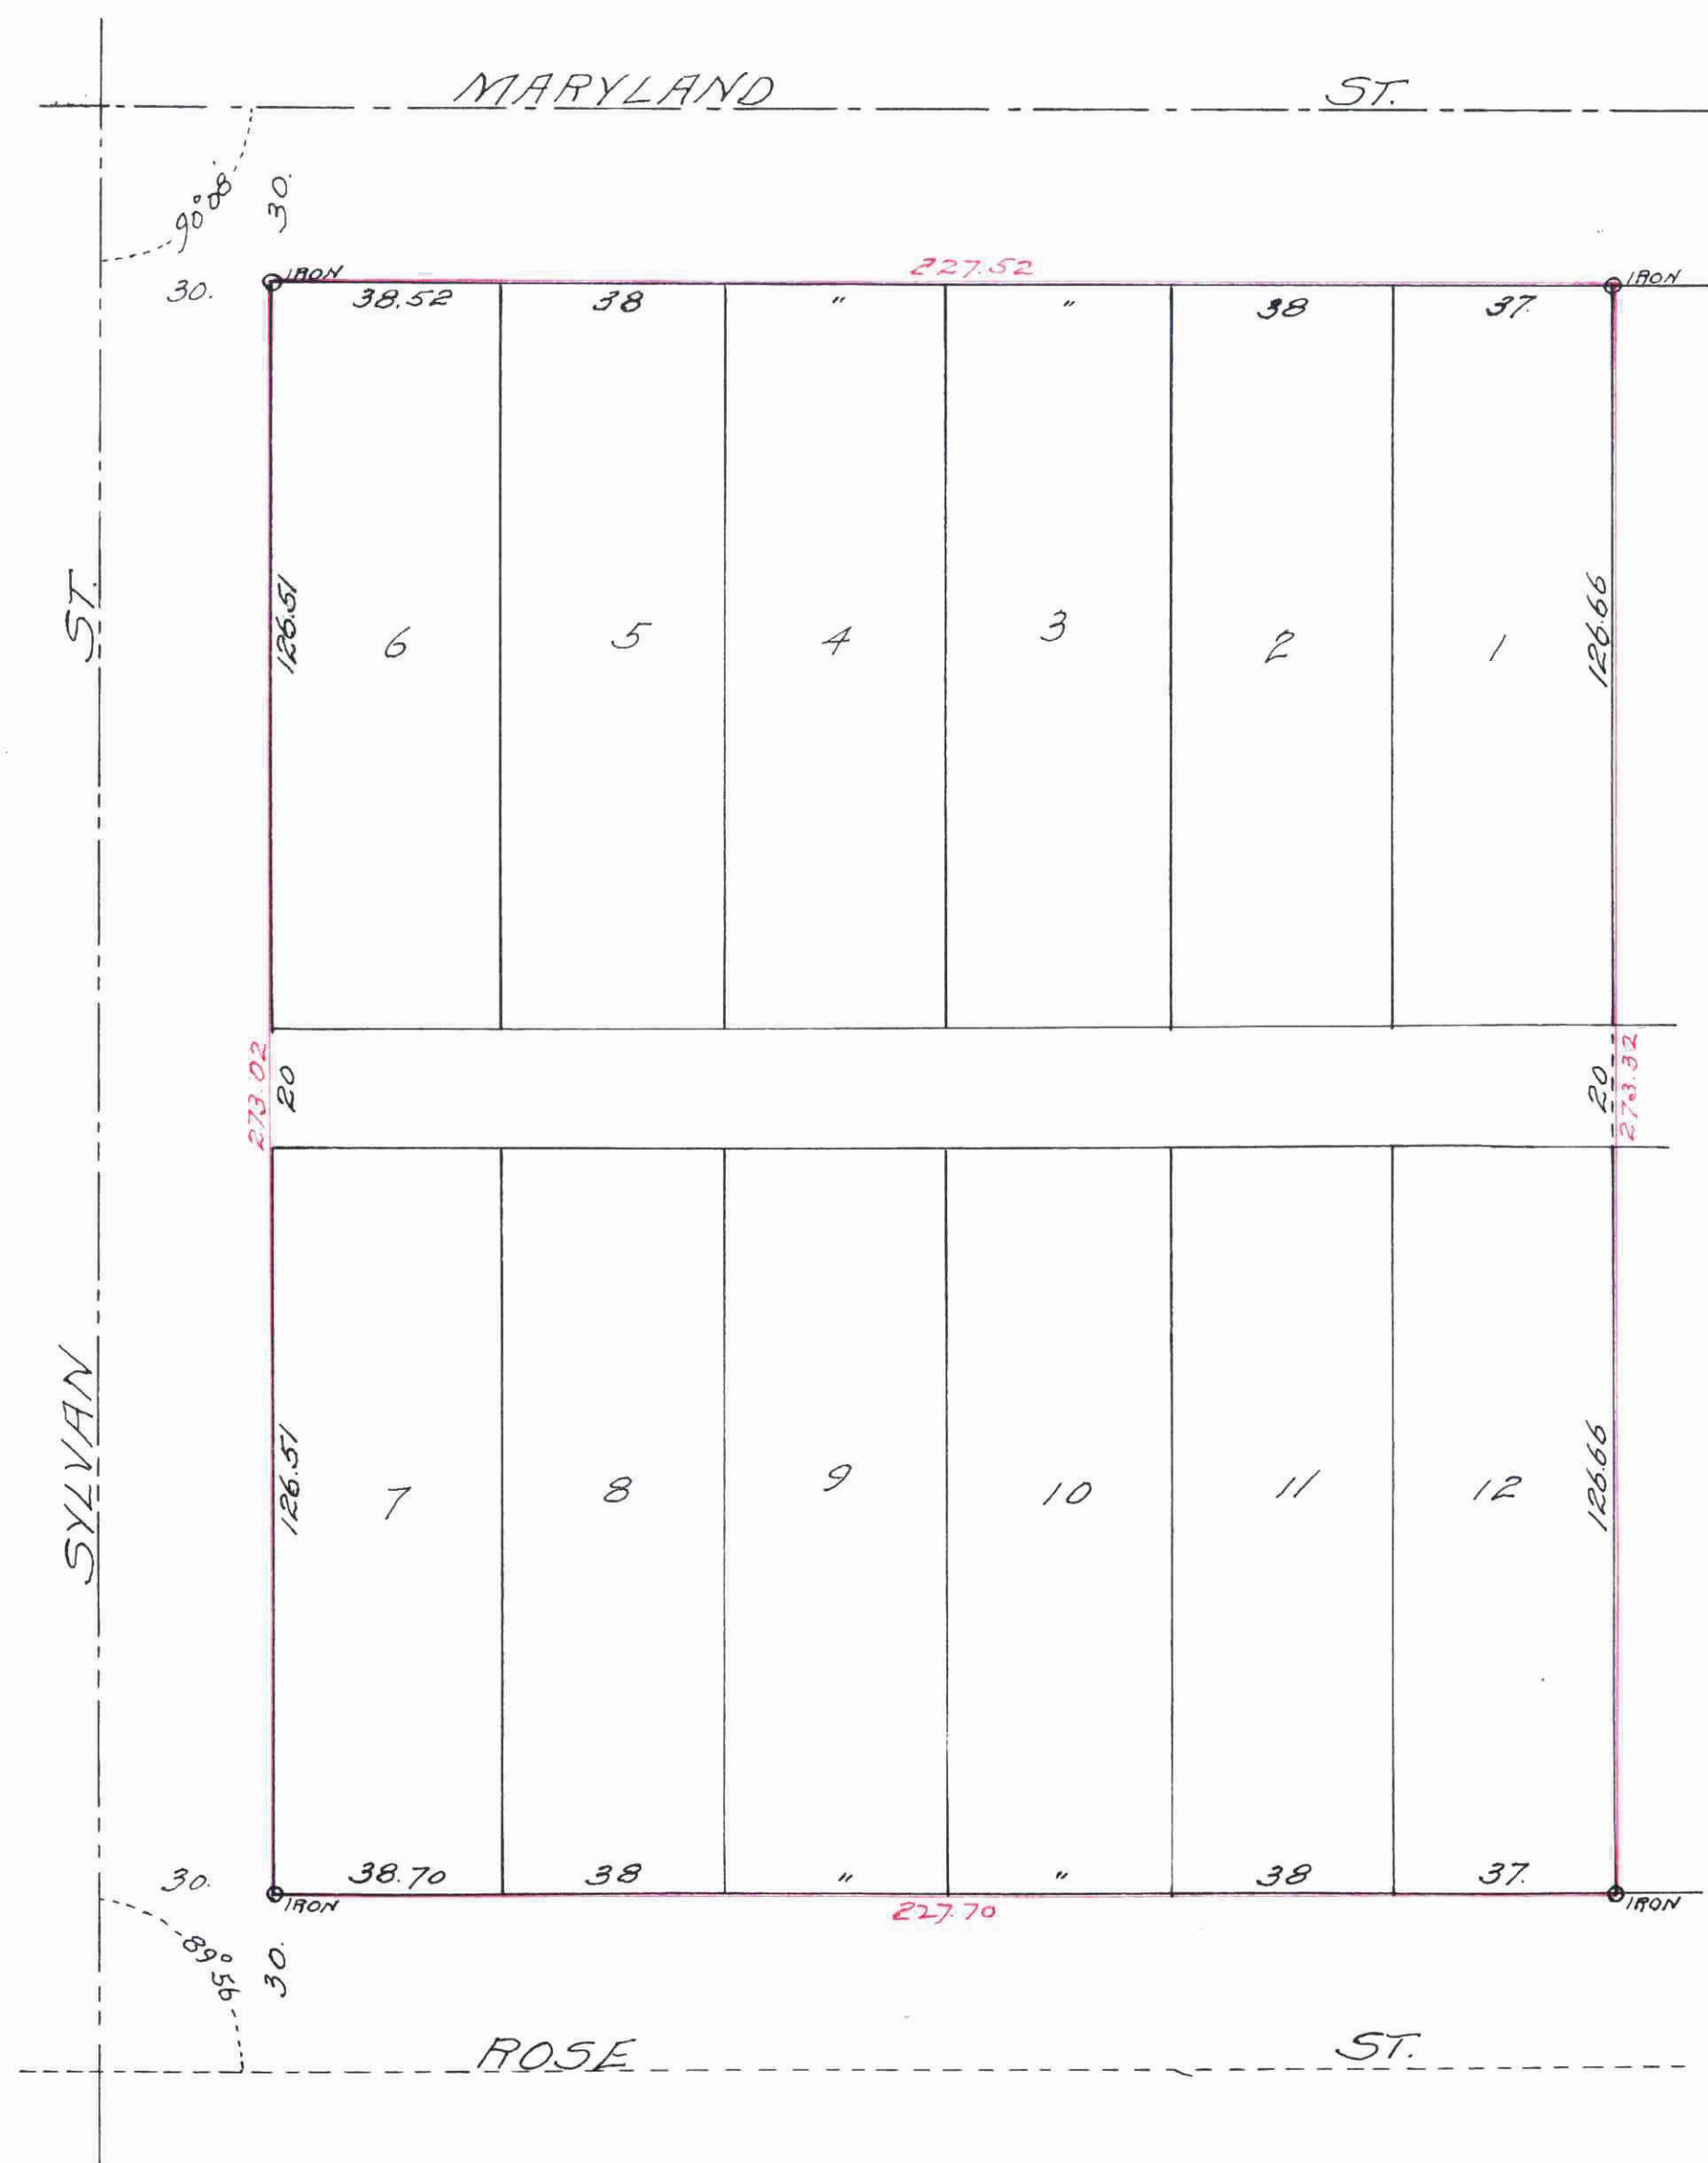 MARYLAND ST.
90°08'
30.
30.
IRON
227.52
IRON
38.52 38 " " 38 37.
SYLVAN ST.
126.51
6 5 4 3 2 1
126.66
273.02
20
20
273.32
126.51
7 8 9 10 11 12
126.66
30.
38.70 38 " " 38 37.
IRON
227.70
IRON
89°56'
30.
ROSE ST.